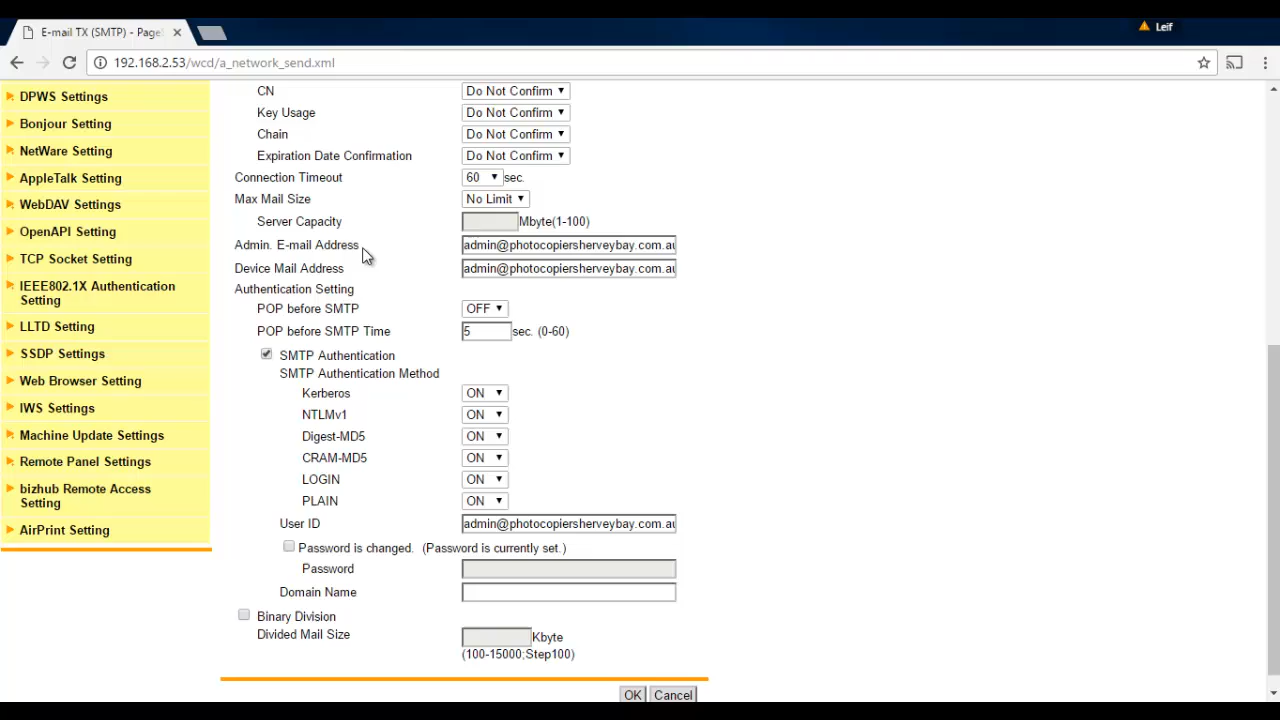 E-mail TX (SMTP) - Page
Leif
192.168.2.53/wcd/a_network_send.xml
DPWS Settings
Bonjour Setting
NetWare Setting
AppleTalk Setting
WebDAV Settings
OpenAPI Setting
TCP Socket Setting
IEEE802.1X Authentication
Setting
LLTD Setting
SSDP Settings
Web Browser Setting
IWS Settings
Machine Update Settings
Remote Panel Settings
bizhub Remote Access
Setting
AirPrint Setting
CN Do Not Confirm
Key Usage Do Not Confirm
Chain Do Not Confirm
Expiration Date Confirmation Do Not Confirm
Connection Timeout 60 sec.
Max Mail Size No Limit
Server Capacity Mbyte(1-100)
Admin. E-mail Address admin@photocopiersherveybay.com.au
Device Mail Address admin@photocopiersherveybay.com.au
Authentication Setting
POP before SMTP OFF
POP before SMTP Time 5 sec. (0-60)
SMTP Authentication
SMTP Authentication Method
Kerberos ON
NTLMv1 ON
Digest-MD5 ON
CRAM-MD5 ON
LOGIN ON
PLAIN ON
User ID admin@photocopiersherveybay.com.au
Password is changed. (Password is currently set.)
Password
Domain Name
Binary Division
Divided Mail Size Kbyte
(100-15000;Step100)
OK Cancel